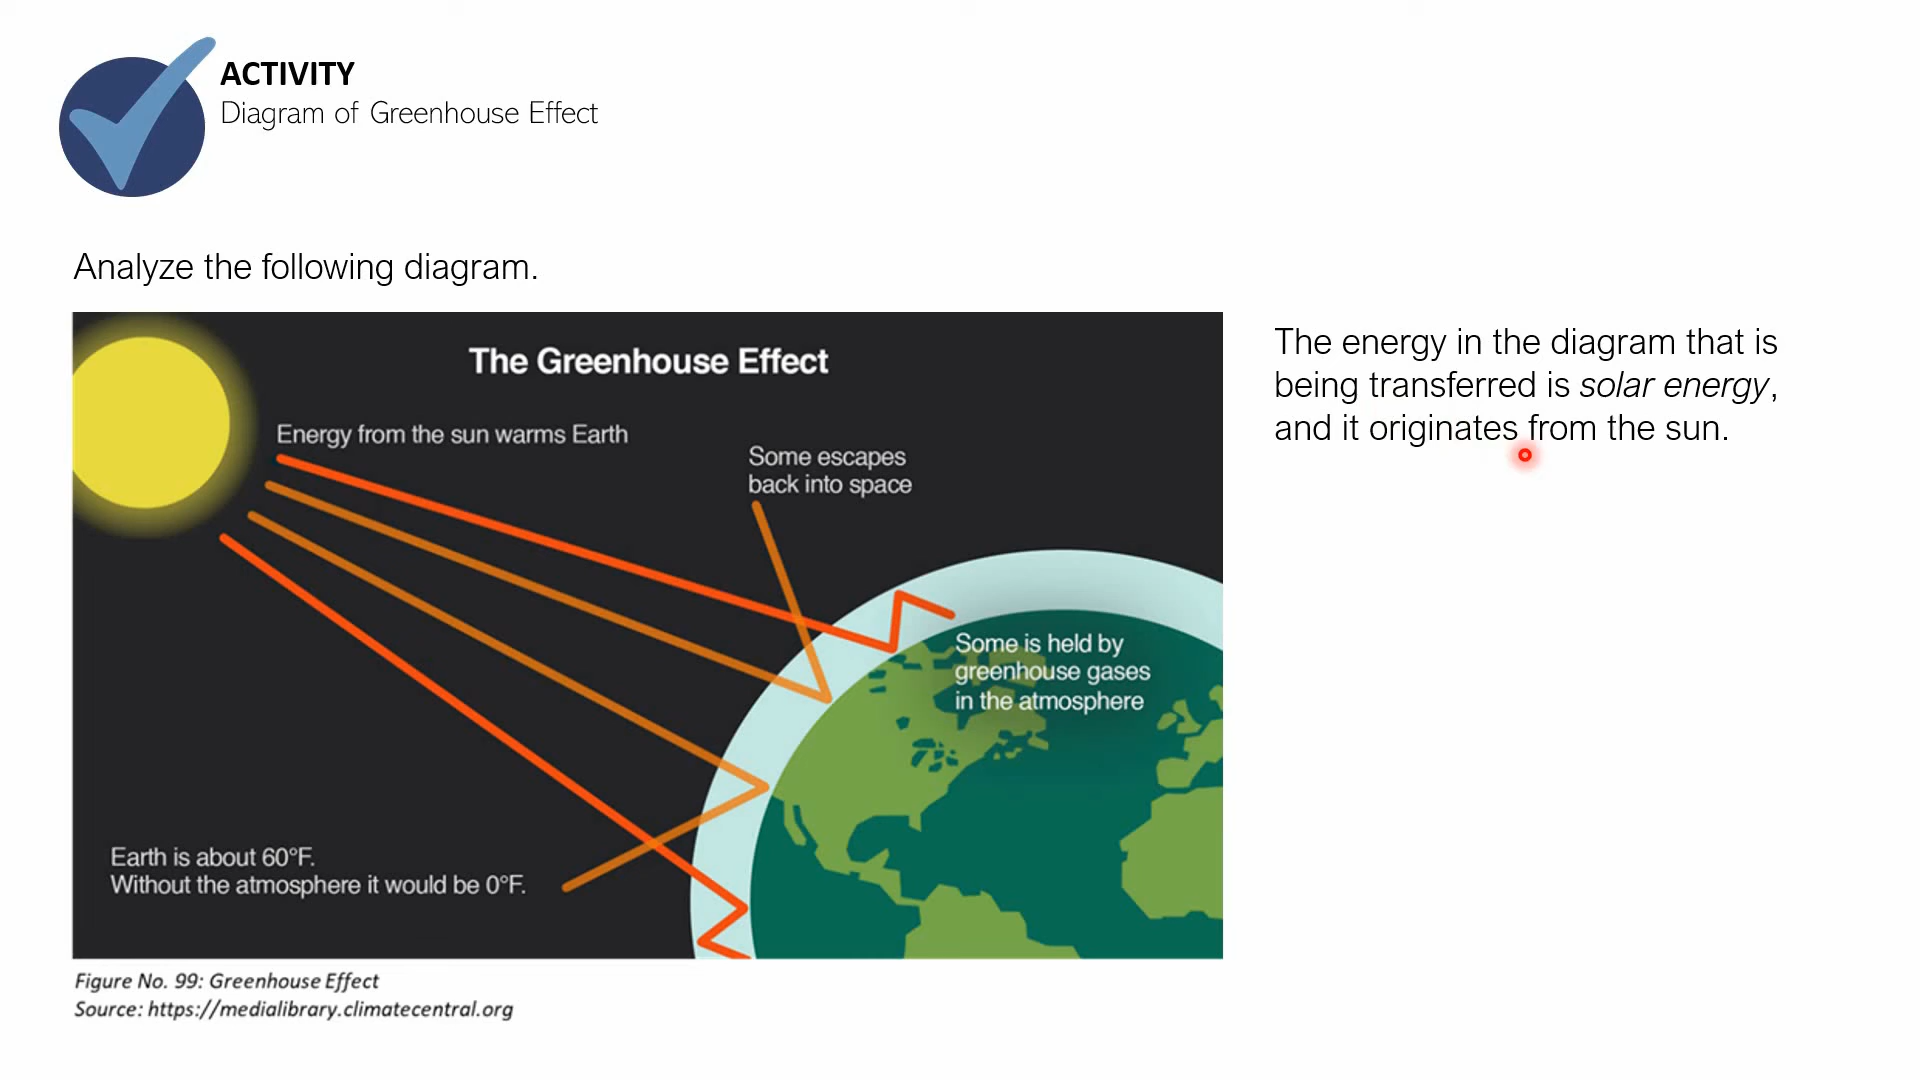 ACTIVITY
Diagram of Greenhouse Effect
Analyze the following diagram.
The Greenhouse Effect
Energy from the sun warms Earth
Some escapes
back into space
Some is held by
greenhouse gases
in the atmosphere
Earth is about 60°F.
Without the atmosphere it would be 0°F.
Figure No. 99: Greenhouse Effect
Source: https://medialibrary.climatecentral.org
The energy in the diagram that is
being transferred is solar energy,
and it originates from the sun.